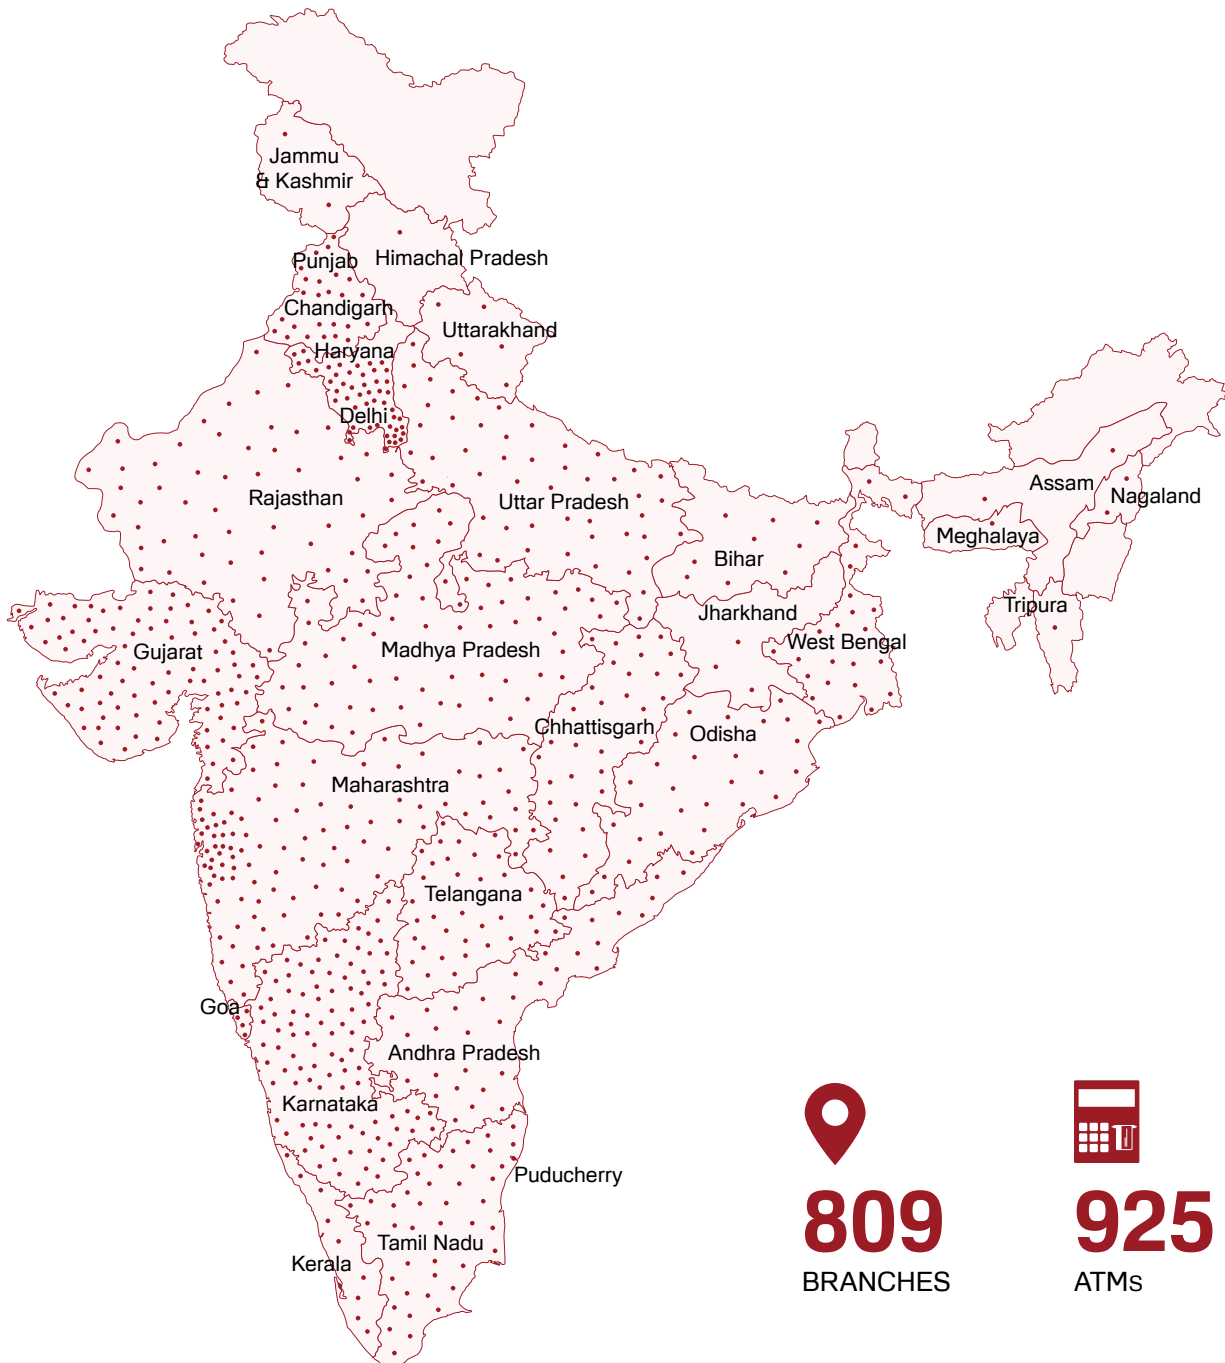 Jammu
& Kashmir
Punjab
Himachal Pradesh
Chandigarh
Uttarakhand
Haryana
Delhi
Rajasthan
Uttar Pradesh
Assam
Nagaland
Meghalaya
Bihar
Jharkhand
Tripura
Gujarat
Madhya Pradesh
West Bengal
Chhattisgarh
Odisha
Maharashtra
Telangana
Goa
Andhra Pradesh
Karnataka
Puducherry
Tamil Nadu
Kerala
809
BRANCHES
925
ATMs